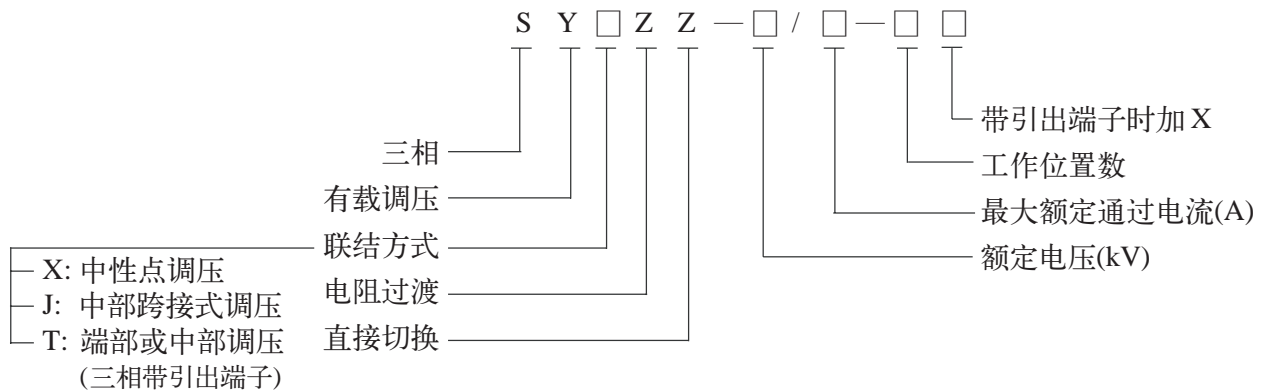 S Y □ Z Z — □ / □ — □ □
带引出端子时加 X
三相
工作位置数
有载调压
最大额定通过电流(A)
联结方式
额定电压(kV)
X: 中性点调压
电阻过渡
J: 中部跨接式调压
直接切换
T: 端部或中部调压
(三相带引出端子)